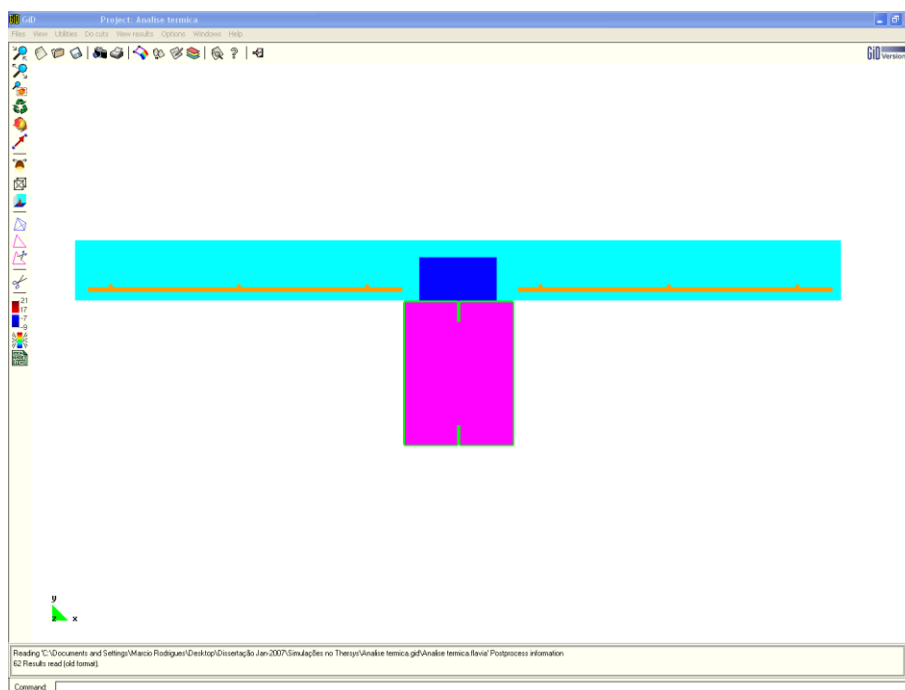 GiD Project: Analise termica
Files View Utilities Do cuts View results Options Windows Help
GiD Version
21
17
-7
-9
y
z x
Reading 'C:\Documents and Settings\Marcio Rodrigues\Desktop\Dissertação Jan-2007\Simulações no Thersys\Analise termica.gid\Analise termica.flavia' Postprocess information
62 Results read (old format).
Command: